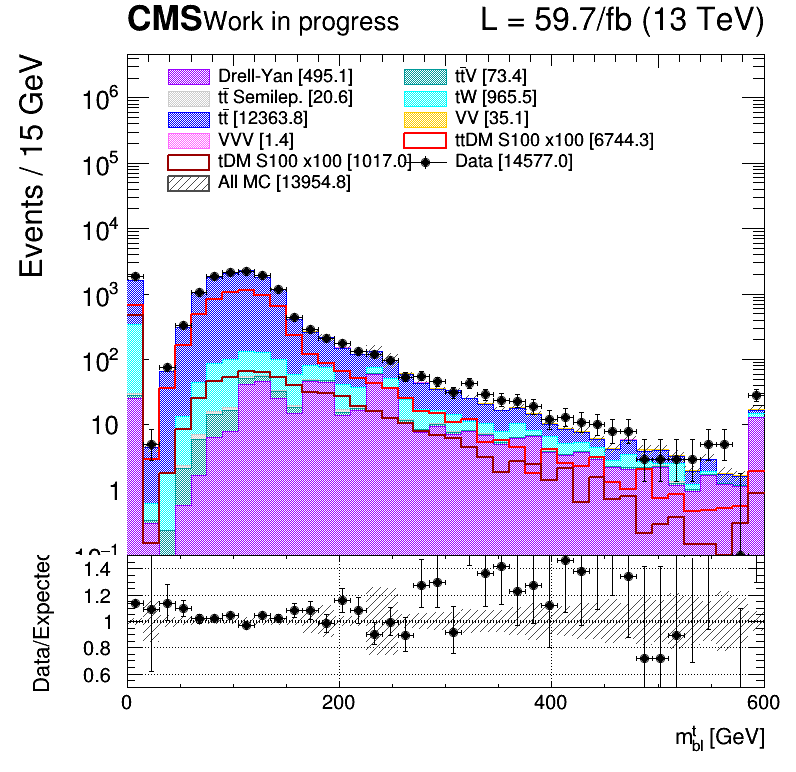 CMS Work in progress L = 59.7/fb (13 TeV)
Events / 15 GeV
Drell-Yan [495.1] tt̄V [73.4]
tt̄ Semilep. [20.6] tW [965.5]
tt̄ [12363.8] VV [35.1]
VVV [1.4] ttDM S100 x100 [6744.3]
tDM S100 x100 [1017.0] Data [14577.0]
All MC [13954.8]
10⁶
10⁵
10⁴
10³
10²
10
1
10⁻¹
Data/Expected
1.4
1.2
1
0.8
0.6
0 200 400 600
mᵗbl [GeV]